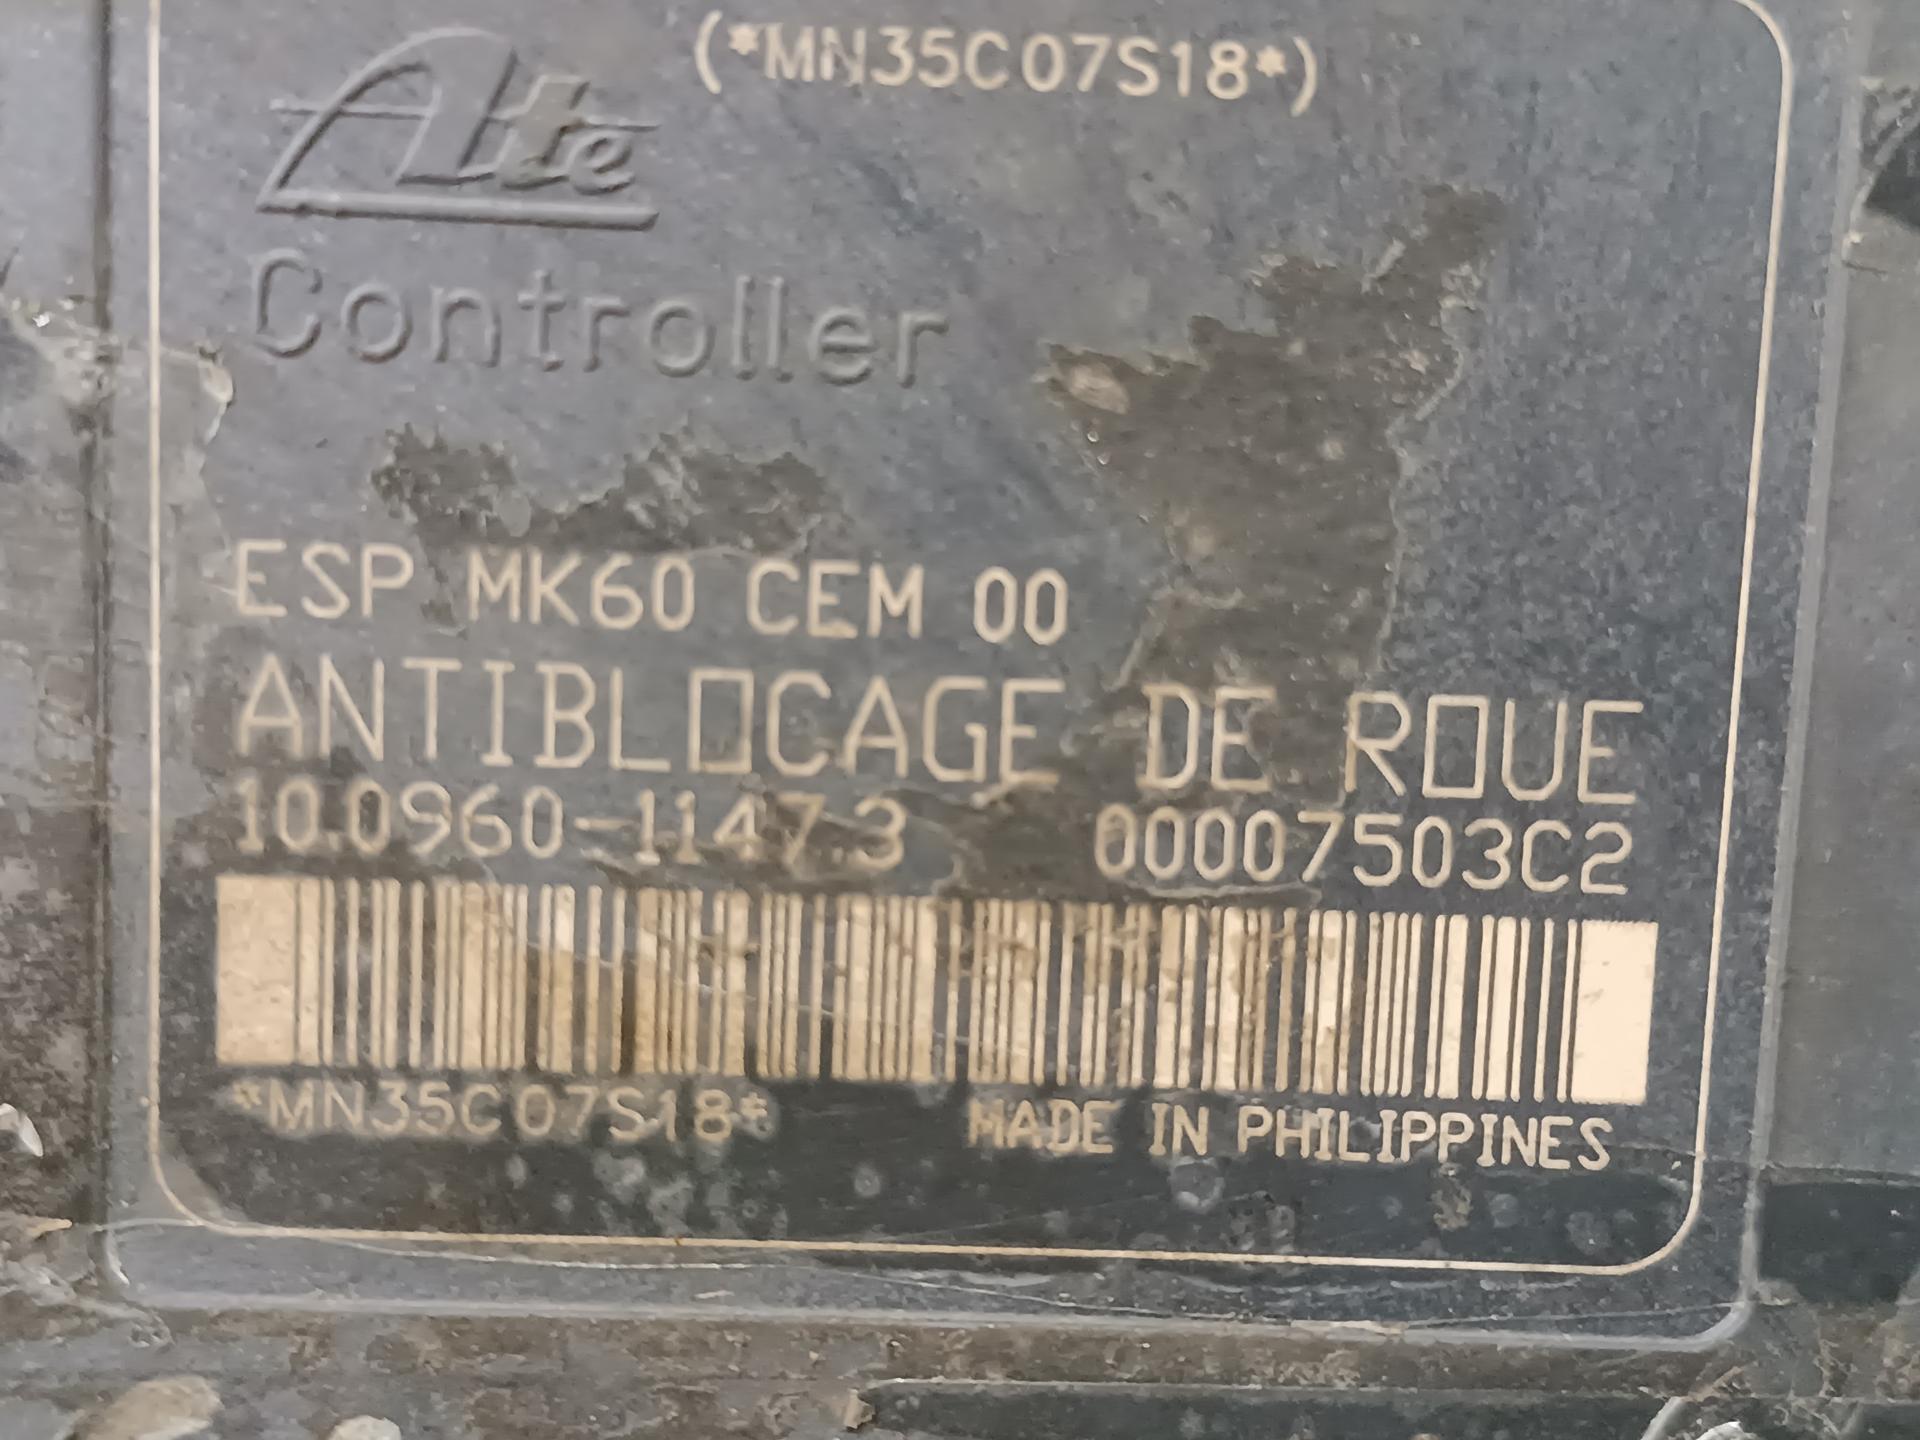 (*MN35C07S18*)
Ate
Controller
ESP MK60 CEM 00
ANTIBLOCAGE DE ROUE
10.0960-1147.3 00007503C2
*MN35C07S18* MADE IN PHILIPPINES